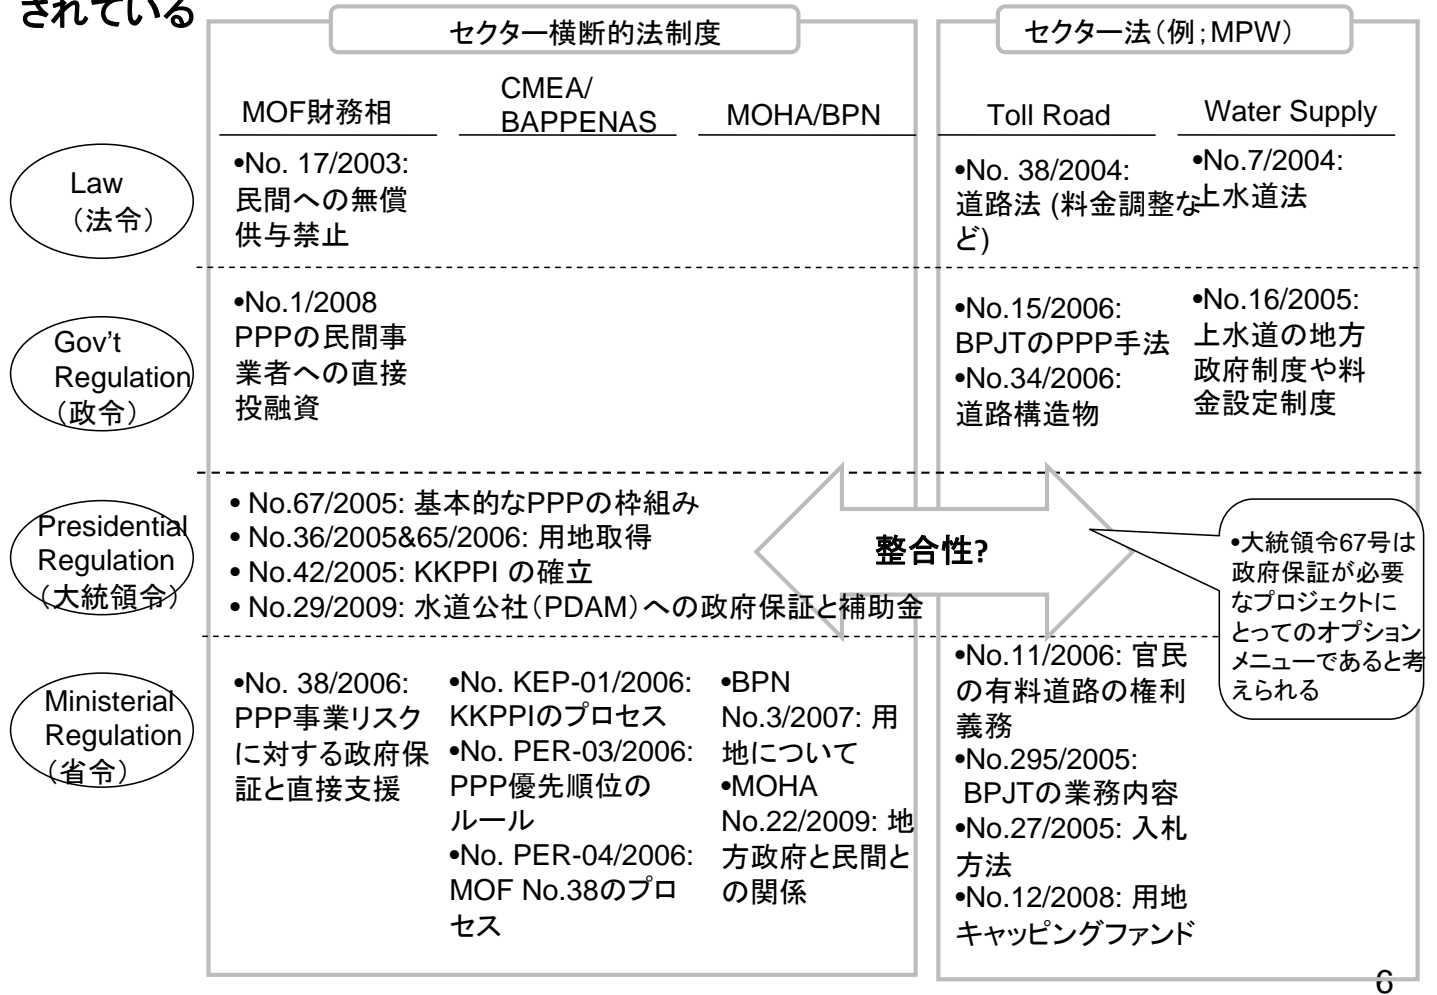 されている
セクター横断的法制度
セクター法(例;MPW)
MOF財務相
CMEA/
BAPPENAS
MOHA/BPN
Toll Road
Water Supply
Law
(法令)
•No. 17/2003:
民間への無償
供与禁止
•No. 38/2004:
道路法 (料金調整な
ど)
•No.7/2004:
上水道法
Gov't
Regulation
(政令)
•No.1/2008
PPPの民間事
業者への直接
投融資
•No.15/2006:
BPJTのPPP手法
•No.34/2006:
道路構造物
•No.16/2005:
上水道の地方
政府制度や料
金設定制度
Presidential
Regulation
(大統領令)
• No.67/2005: 基本的なPPPの枠組み
• No.36/2005&65/2006: 用地取得
• No.42/2005: KKPPI の確立
• No.29/2009: 水道公社(PDAM)への政府保証と補助金
整合性?
•大統領令67号は
政府保証が必要
なプロジェクトに
とってのオプション
メニューであると考
えられる
Ministerial
Regulation
(省令)
•No. 38/2006:
PPP事業リスク
に対する政府保
証と直接支援
•No. KEP-01/2006:
KKPPIのプロセス
•No. PER-03/2006:
PPP優先順位の
ルール
•No. PER-04/2006:
MOF No.38のプロ
セス
•BPN
No.3/2007: 用
地について
•MOHA
No.22/2009: 地
方政府と民間と
の関係
•No.11/2006: 官民
の有料道路の権利
義務
•No.295/2005:
BPJTの業務内容
•No.27/2005: 入札
方法
•No.12/2008: 用地
キャッピングファンド
6